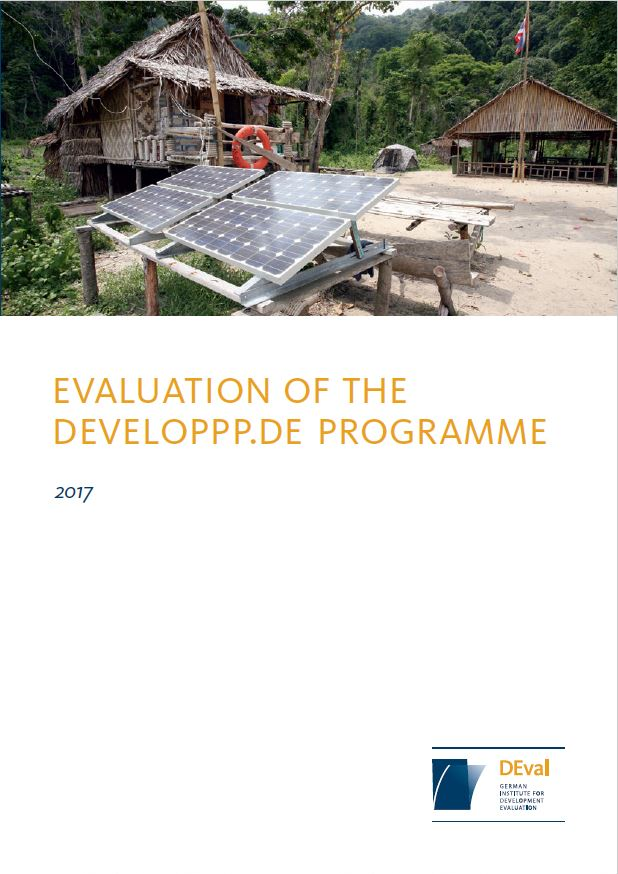 EVALUATION OF THE
DEVELOPPP.DE PROGRAMME
2017
DEval
GERMAN
INSTITUTE FOR
DEVELOPMENT
EVALUATION